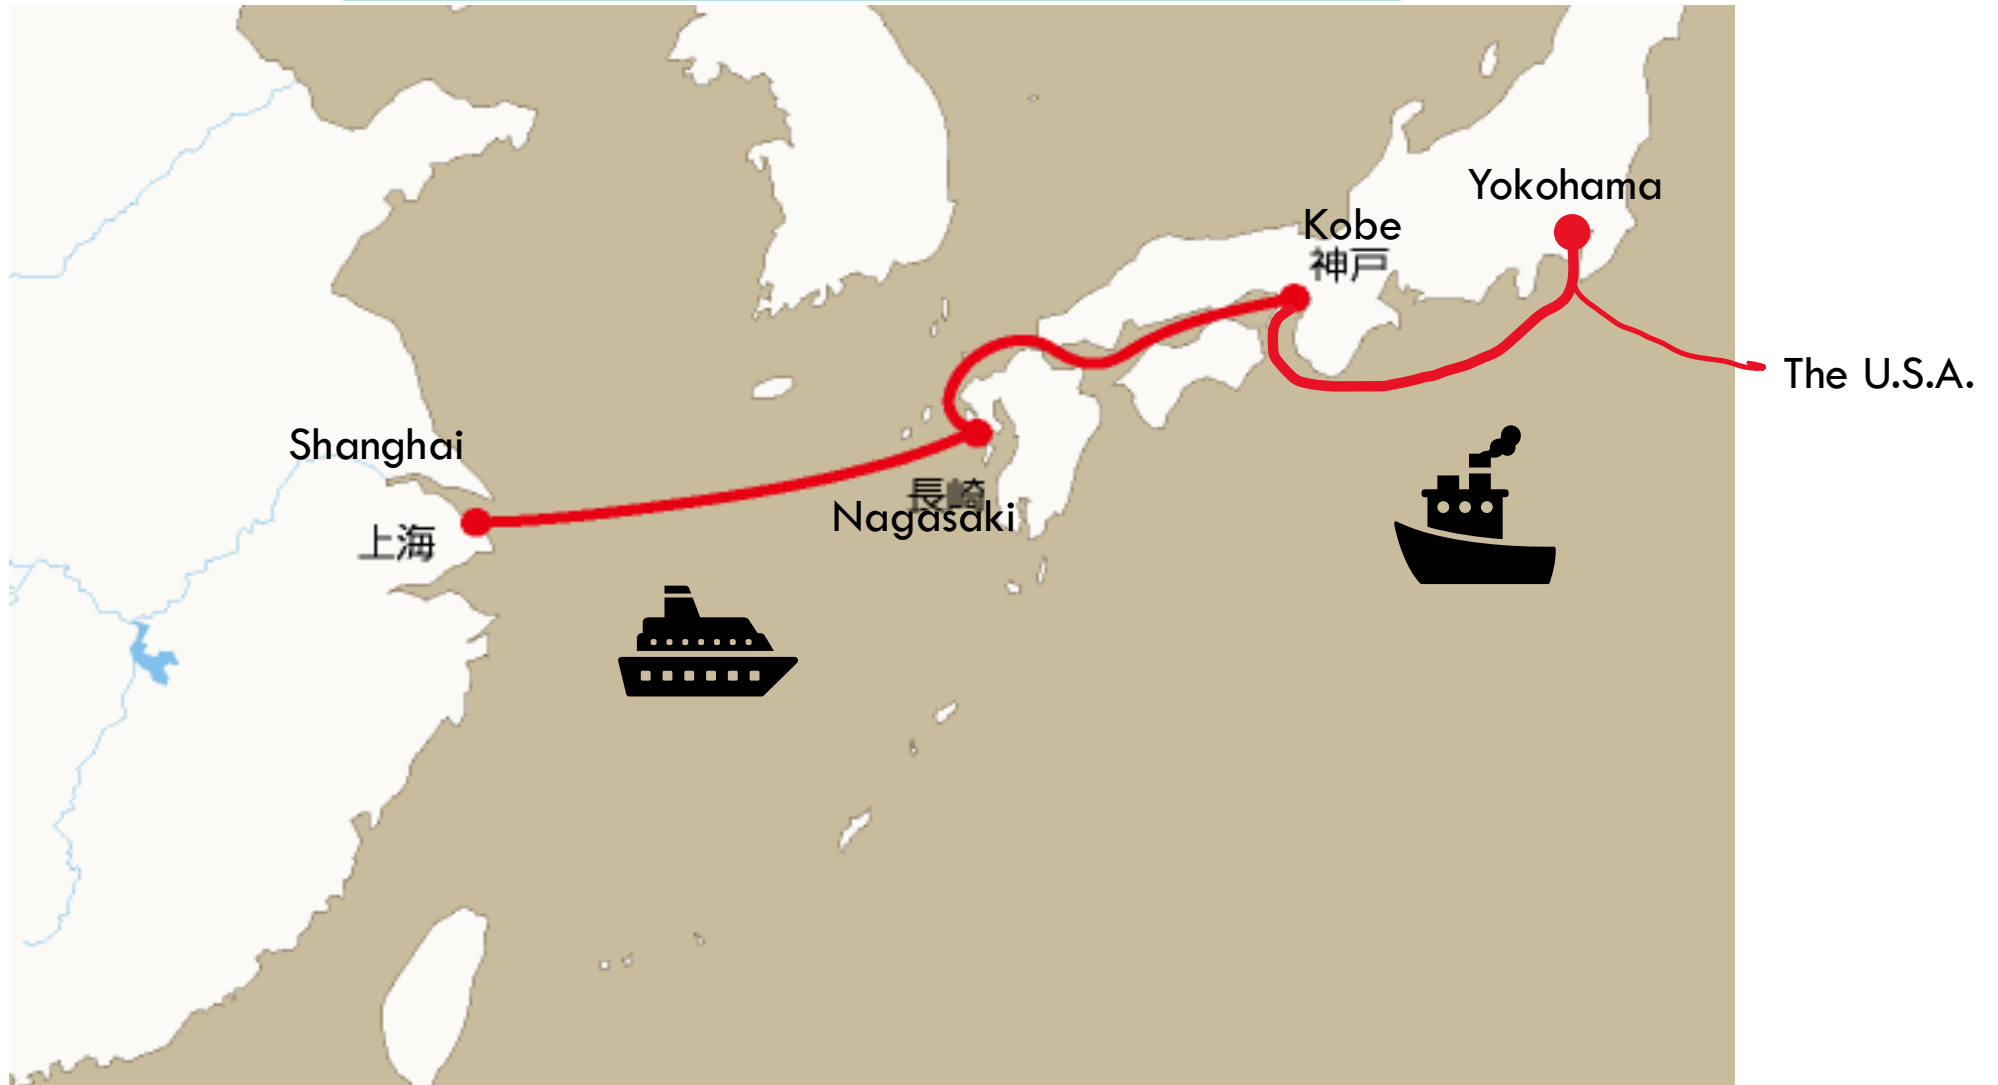 Yokohama
Kobe
神戸
The U.S.A.
Shanghai
上海
長崎
Nagasaki